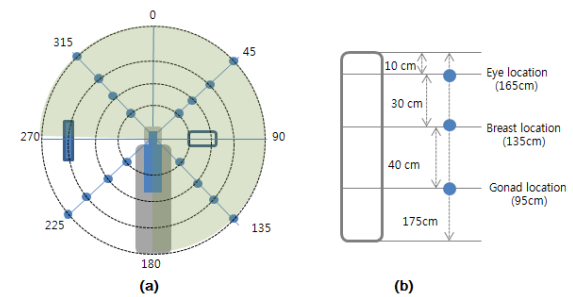 0
315
45
270
90
225
135
180
(a)
10 cm
Eye location
(165cm)
30 cm
Breast location
(135cm)
40 cm
Gonad location
(95cm)
175cm
(b)